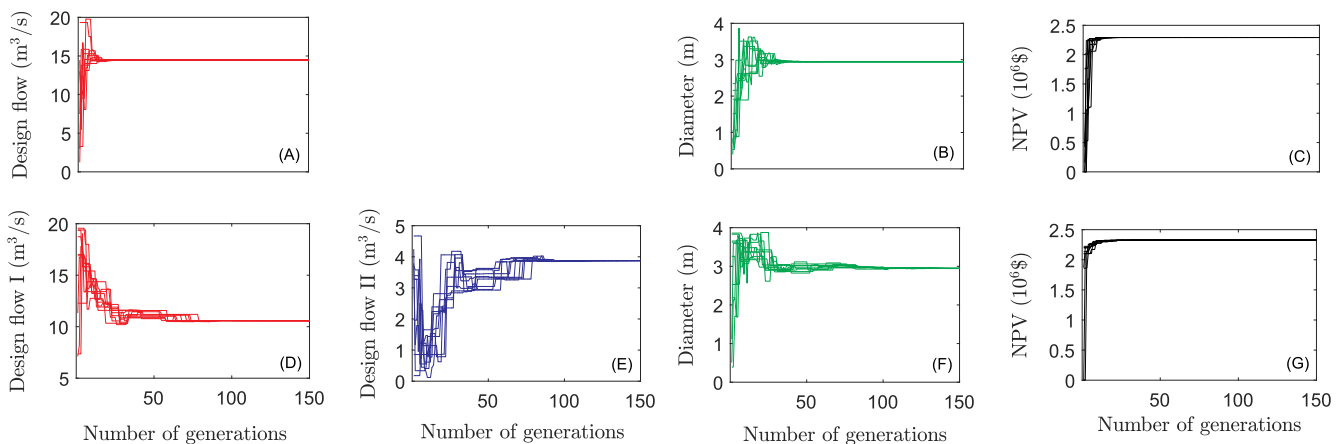 Design flow (m³/s)
20
15
10
5
0
(A)
Diameter (m)
4
3
2
1
0
(B)
NPV (10⁶$)
2.5
2
1.5
1
0.5
0
(C)
Design flow I (m³/s)
20
15
10
5
50 100 150
(D)
Number of generations
Design flow II (m³/s)
5
4
3
2
1
0
50 100 150
(E)
Number of generations
Diameter (m)
4
3
2
1
0
50 100 150
(F)
Number of generations
NPV (10⁶$)
2.5
2
1.5
1
0.5
0
50 100 150
(G)
Number of generations